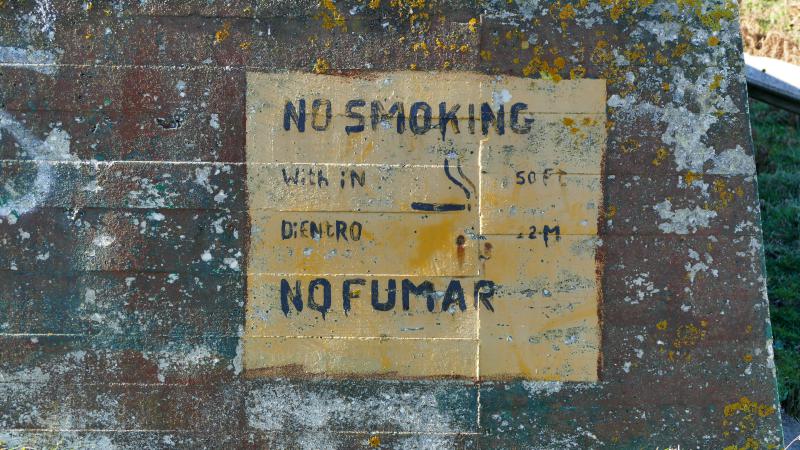 NO SMOKING
With iN 50 Ft
DiENtRO 2 M
NO FUMAR